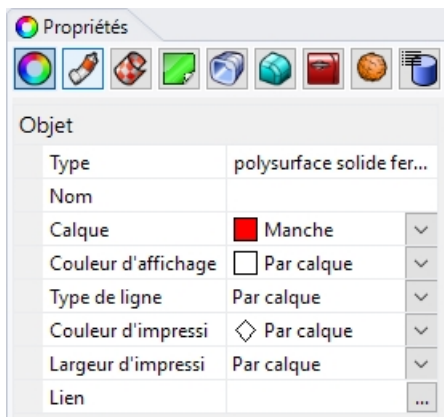 Propriétés
Objet
Type polysurface solide fer...
Nom
Calque Manche
Couleur d'affichage Par calque
Type de ligne Par calque
Couleur d'impressi Par calque
Largeur d'impressi Par calque
Lien ...